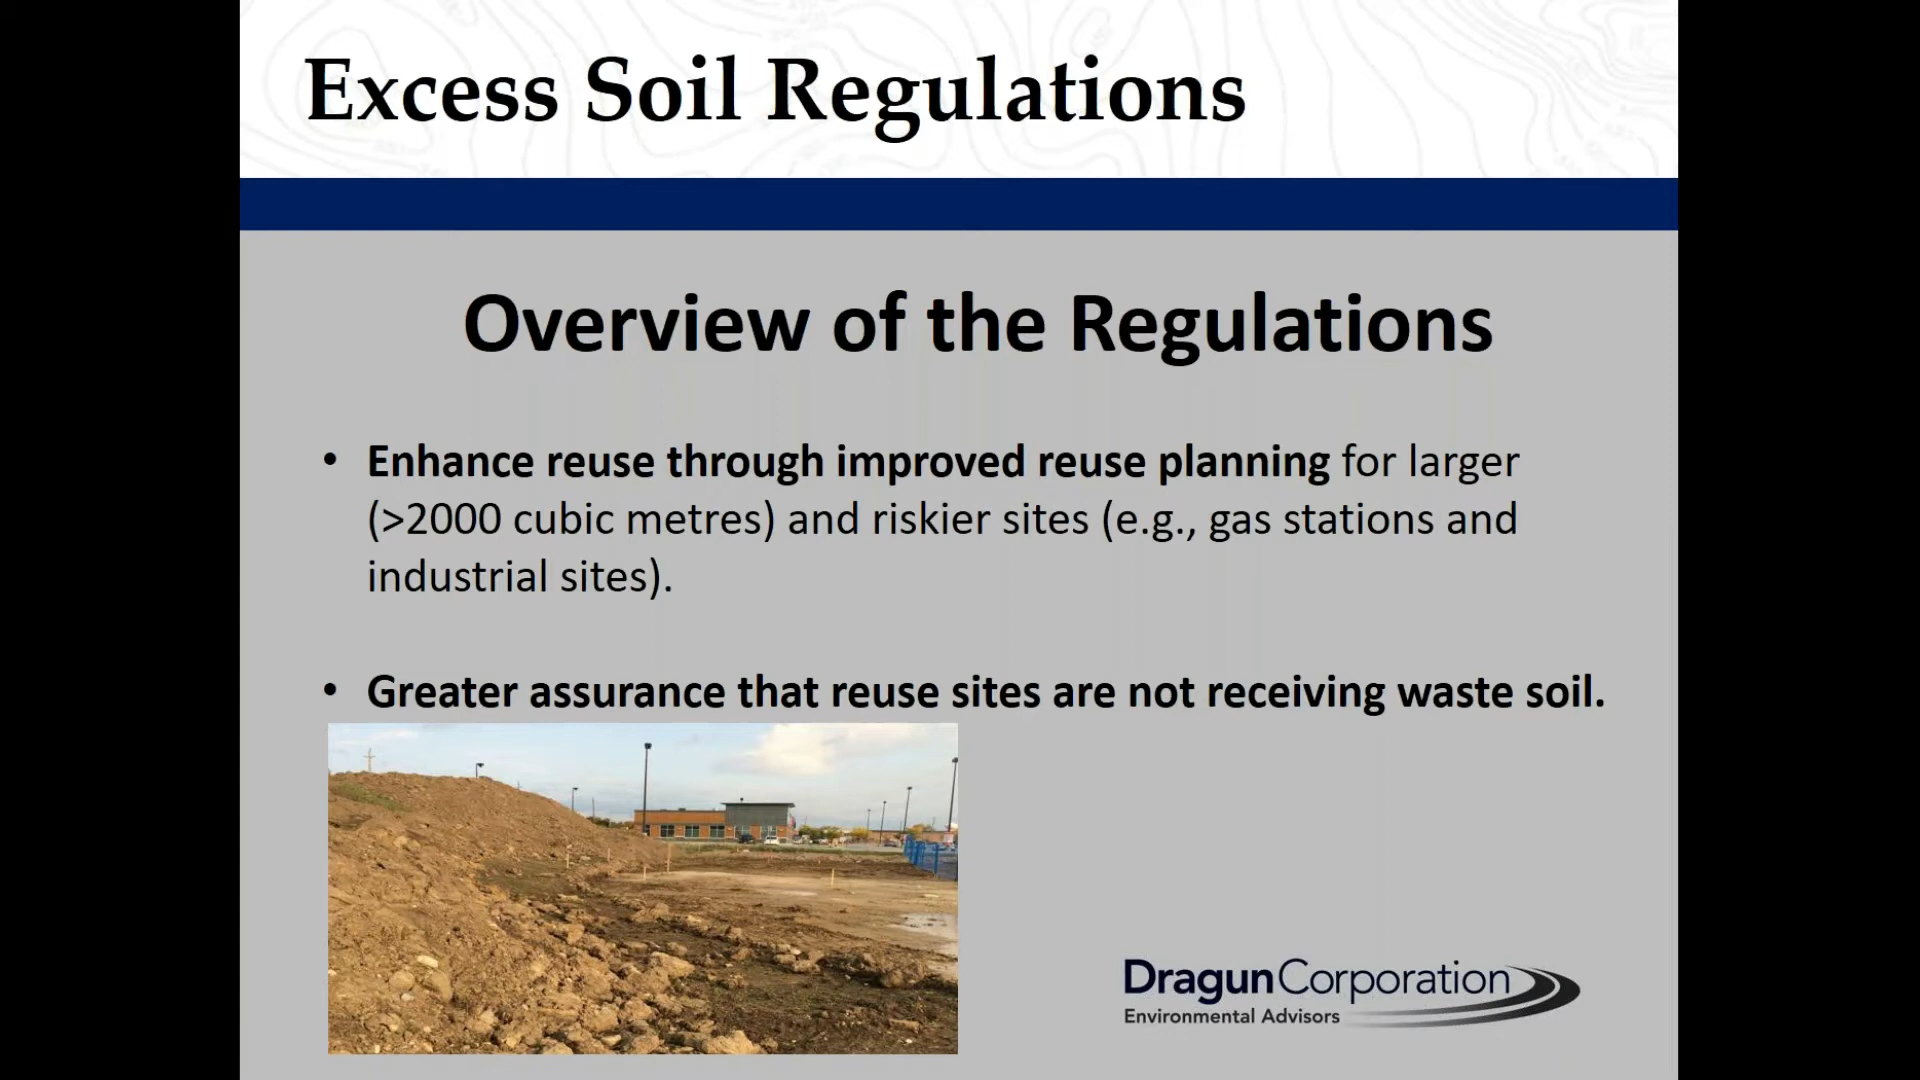 Excess Soil Regulations
Overview of the Regulations
• Enhance reuse through improved reuse planning for larger
(>2000 cubic metres) and riskier sites (e.g., gas stations and
industrial sites).
• Greater assurance that reuse sites are not receiving waste soil.
DragunCorporation
Environmental Advisors